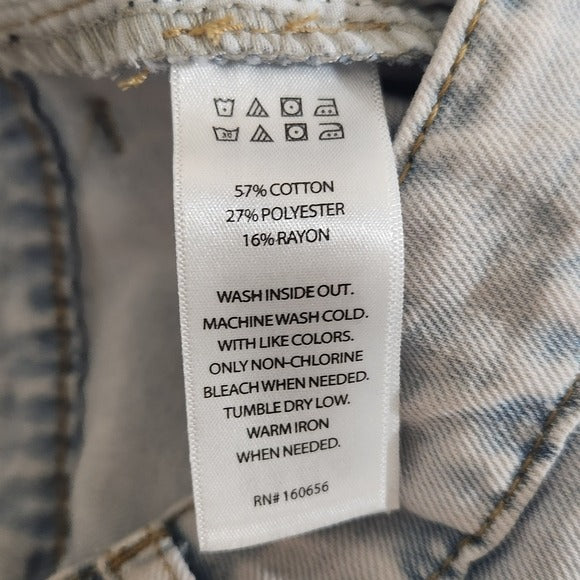 30
57% COTTON
27% POLYESTER
16% RAYON
WASH INSIDE OUT.
MACHINE WASH COLD.
WITH LIKE COLORS.
ONLY NON-CHLORINE
BLEACH WHEN NEEDED.
TUMBLE DRY LOW.
WARM IRON
WHEN NEEDED.
RN# 160656